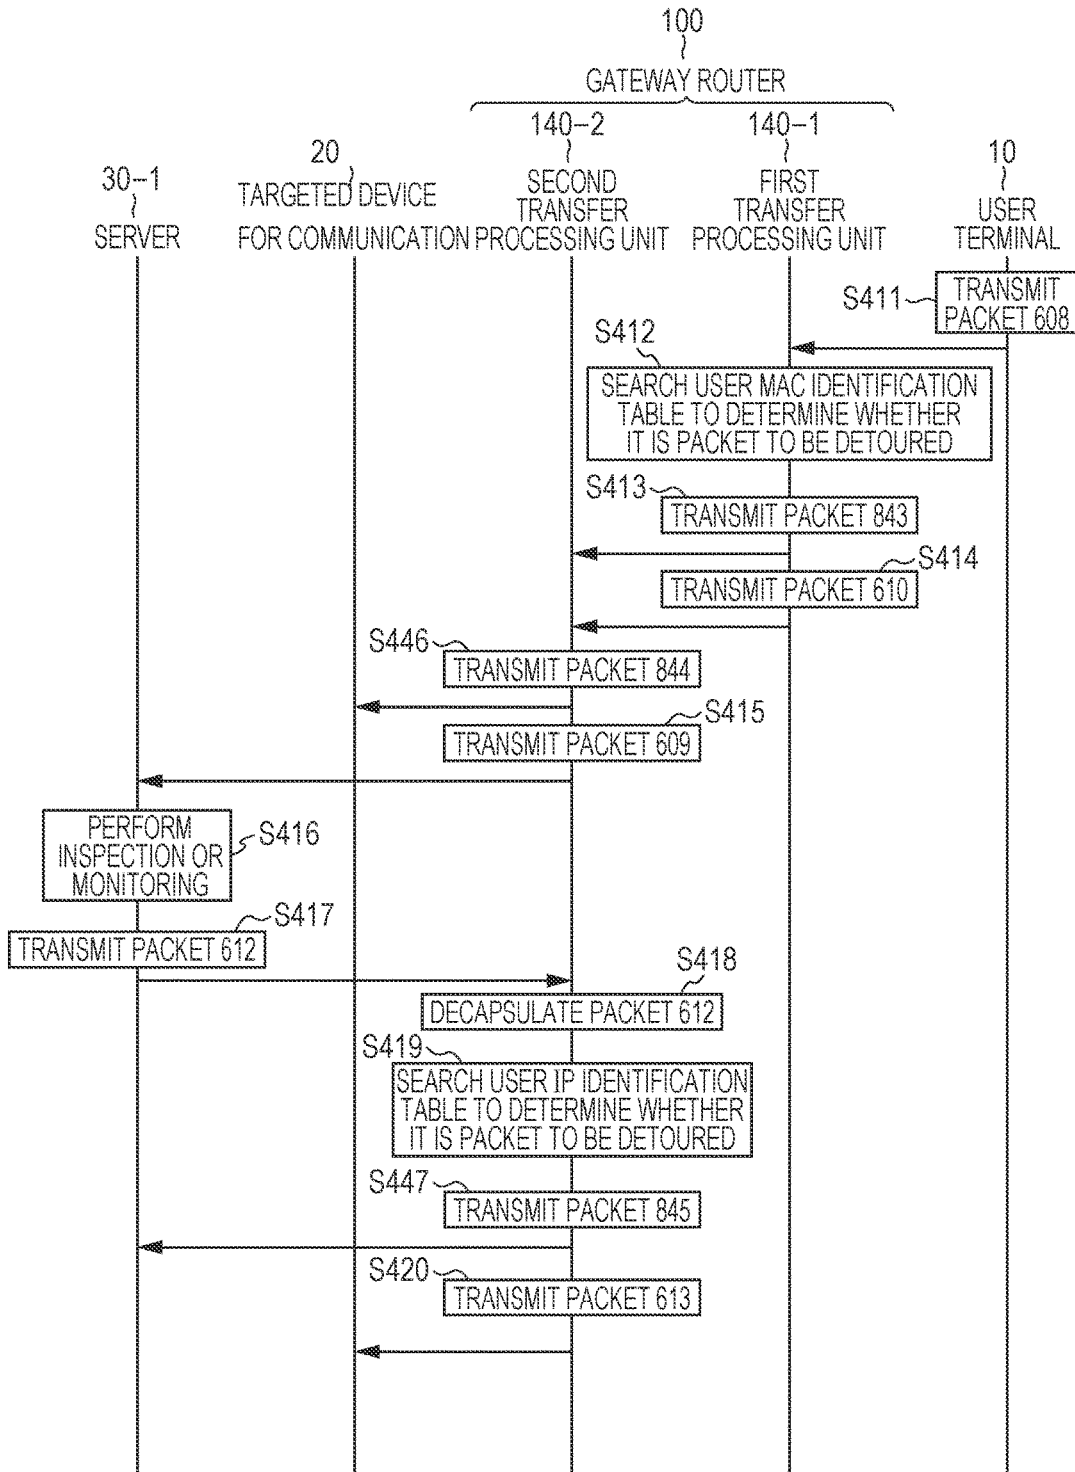 100
GATEWAY ROUTER
140-2
140-1
30-1
20
10
SERVER
TARGETED DEVICE
FOR COMMUNICATION
SECOND
TRANSFER
PROCESSING UNIT
FIRST
TRANSFER
PROCESSING UNIT
USER
TERMINAL
S411
TRANSMIT
PACKET 608
S412
SEARCH USER MAC IDENTIFICATION
TABLE TO DETERMINE WHETHER
IT IS PACKET TO BE DETOURED
S413
TRANSMIT PACKET 843
S414
TRANSMIT PACKET 610
S446
TRANSMIT PACKET 844
S415
TRANSMIT PACKET 609
PERFORM
INSPECTION OR
MONITORING
S416
S417
TRANSMIT PACKET 612
S418
DECAPSULATE PACKET 612
S419
SEARCH USER IP IDENTIFICATION
TABLE TO DETERMINE WHETHER
IT IS PACKET TO BE DETOURED
S447
TRANSMIT PACKET 845
S420
TRANSMIT PACKET 613